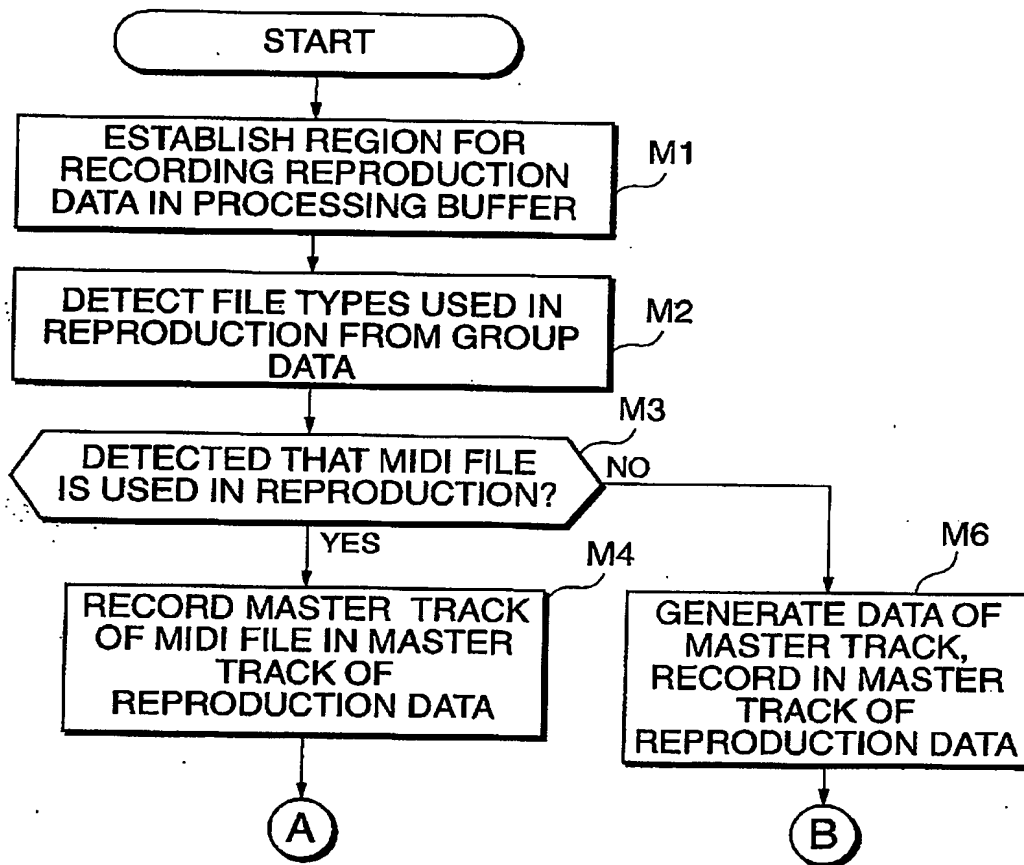 START
ESTABLISH REGION FOR
RECORDING REPRODUCTION
DATA IN PROCESSING BUFFER
M1
DETECT FILE TYPES USED IN
REPRODUCTION FROM GROUP
DATA
M2
M3
DETECTED THAT MIDI FILE
IS USED IN REPRODUCTION?
NO
YES
M4
RECORD MASTER TRACK
OF MIDI FILE IN MASTER
TRACK OF
REPRODUCTION DATA
M6
GENERATE DATA OF
MASTER TRACK,
RECORD IN MASTER
TRACK OF
REPRODUCTION DATA
A
B